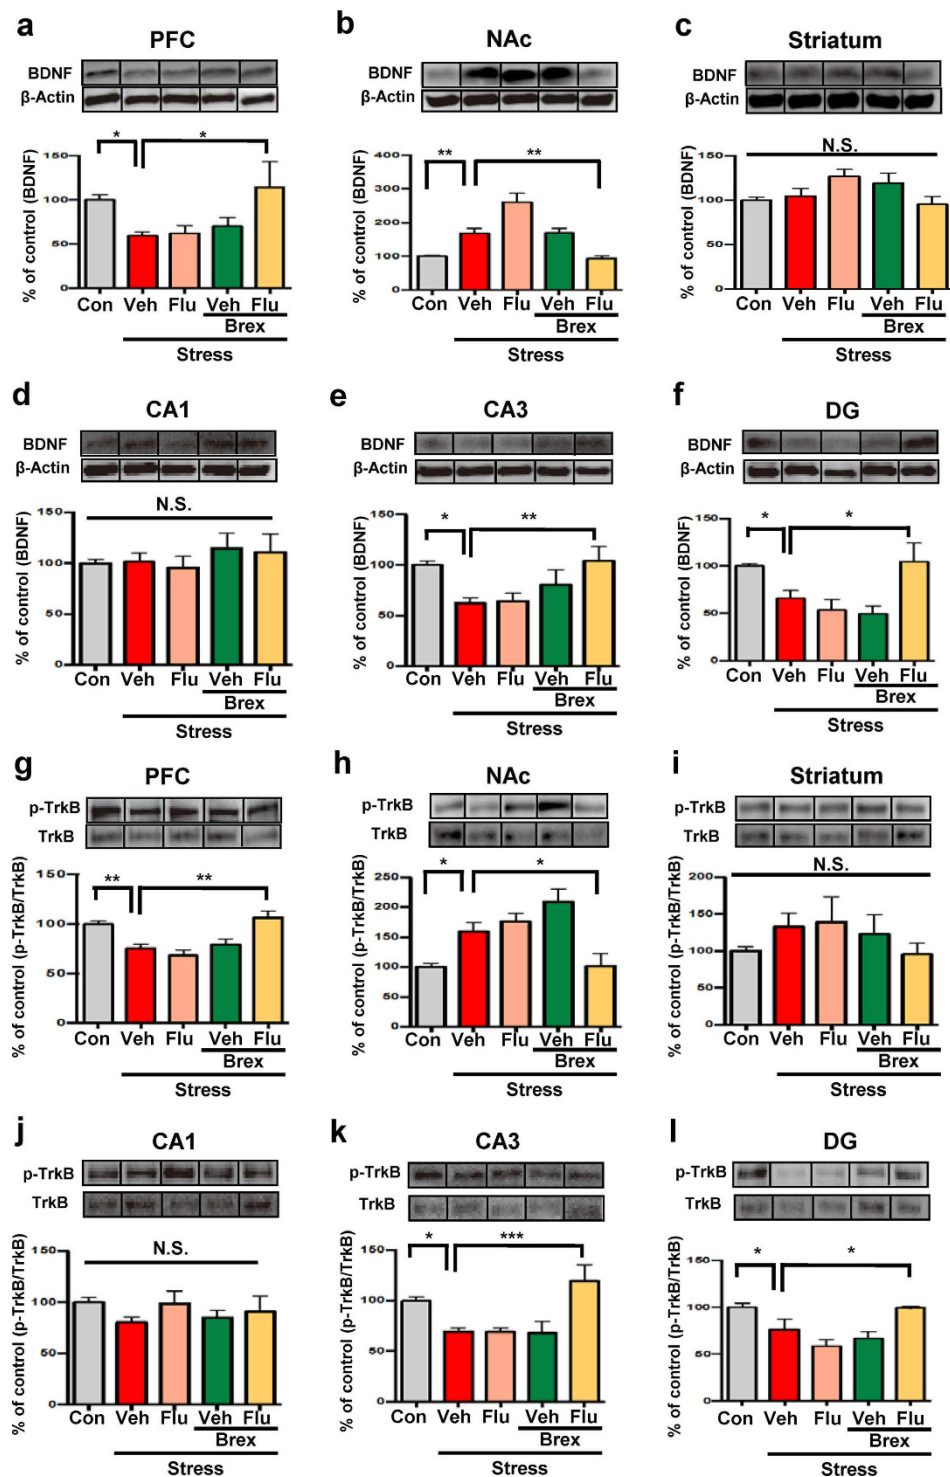 a
PFC
BDNF
β-Actin
*
*
% of control (BDNF)
150
100
50
0
Con Veh Flu Veh Flu
Brex
Stress
b
NAc
BDNF
β-Actin
**
**
% of control (BDNF)
400
300
200
100
0
Con Veh Flu Veh Flu
Brex
Stress
c
Striatum
BDNF
β-Actin
N.S.
% of control (BDNF)
150
100
50
0
Con Veh Flu Veh Flu
Brex
Stress
d
CA1
BDNF
β-Actin
N.S.
% of control (BDNF)
150
100
50
0
Con Veh Flu Veh Flu
Brex
Stress
e
CA3
BDNF
β-Actin
*
**
% of control (BDNF)
150
100
50
0
Con Veh Flu Veh Flu
Brex
Stress
f
DG
BDNF
β-Actin
*
*
% of control (BDNF)
150
100
50
0
Con Veh Flu Veh Flu
Brex
Stress
g
PFC
p-TrkB
TrkB
**
**
% of control (p-TrkB/TrkB)
150
100
50
0
Con Veh Flu Veh Flu
Brex
Stress
h
NAc
p-TrkB
TrkB
*
*
% of control (p-TrkB/TrkB)
250
200
150
100
50
0
Con Veh Flu Veh Flu
Brex
Stress
i
Striatum
p-TrkB
TrkB
N.S.
% of control (p-TrkB/TrkB)
200
150
100
50
0
Con Veh Flu Veh Flu
Brex
Stress
j
CA1
p-TrkB
TrkB
N.S.
% of control (p-TrkB/TrkB)
150
100
50
0
Con Veh Flu Veh Flu
Brex
Stress
k
CA3
p-TrkB
TrkB
*
***
% of control (p-TrkB/TrkB)
150
100
50
0
Con Veh Flu Veh Flu
Brex
Stress
l
DG
p-TrkB
TrkB
*
*
% of control (p-TrkB/TrkB)
150
100
50
0
Con Veh Flu Veh Flu
Brex
Stress